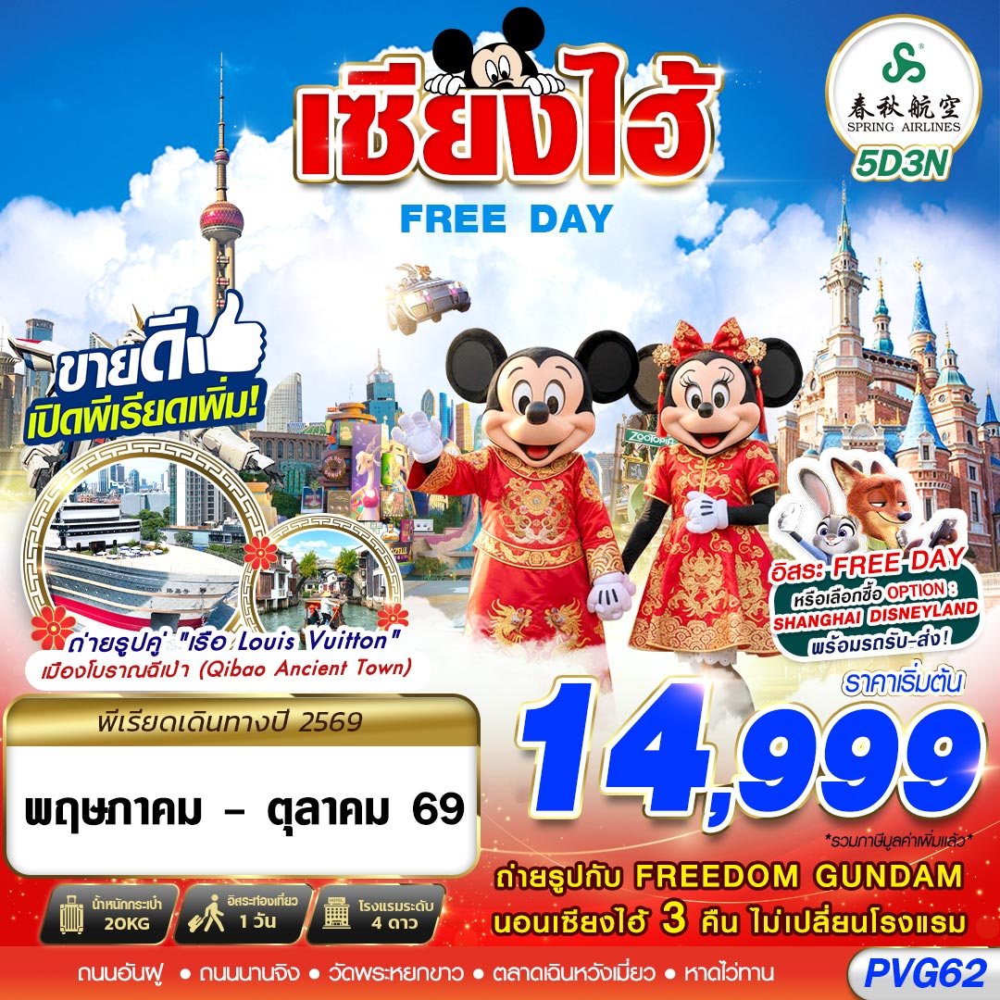 เซี่ยงไฮ้
FREE DAY
春秋航空
SPRING AIRLINES
5D3N
ขายดี
เปิดพีเรียดเพิ่ม!
ZOOTOPIA
ถ่ายรูปคู่ "เรือ Louis Vuitton"
เมืองโบราณฉีเป่า (Qibao Ancient Town)
อิสระ FREE DAY
หรือเลือกซื้อ OPTION :
SHANGHAI DISNEYLAND
พร้อมรถรับ-ส่ง!
ราคาเริ่มต้น
14,999
*รวมภาษีมูลค่าเพิ่มแล้ว*
พีเรียดเดินทางปี 2569
พฤษภาคม - ตุลาคม 69
ถ่ายรูปกับ FREEDOM GUNDAM
นอนเซี่ยงไฮ้ 3 คืน ไม่เปลี่ยนโรงแรม
น้ำหนักกระเป๋า
20KG
อิสระท่องเที่ยว
1 วัน
HOTEL
โรงแรมระดับ
4 ดาว
ถนนอันฝู • ถนนนานจิง • วัดพระหยกขาว • ตลาดเฉินหวังเมี่ยว • หาดไว่ทาน
PVG62